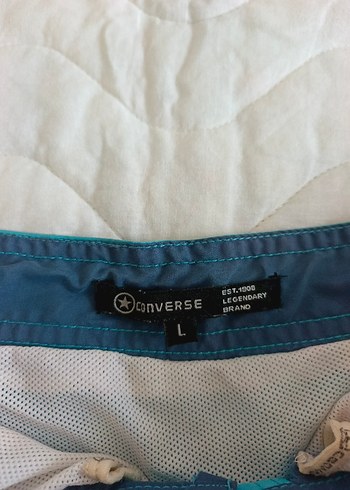 CONVERSE
EST.1908
LEGENDARY
BRAND
L